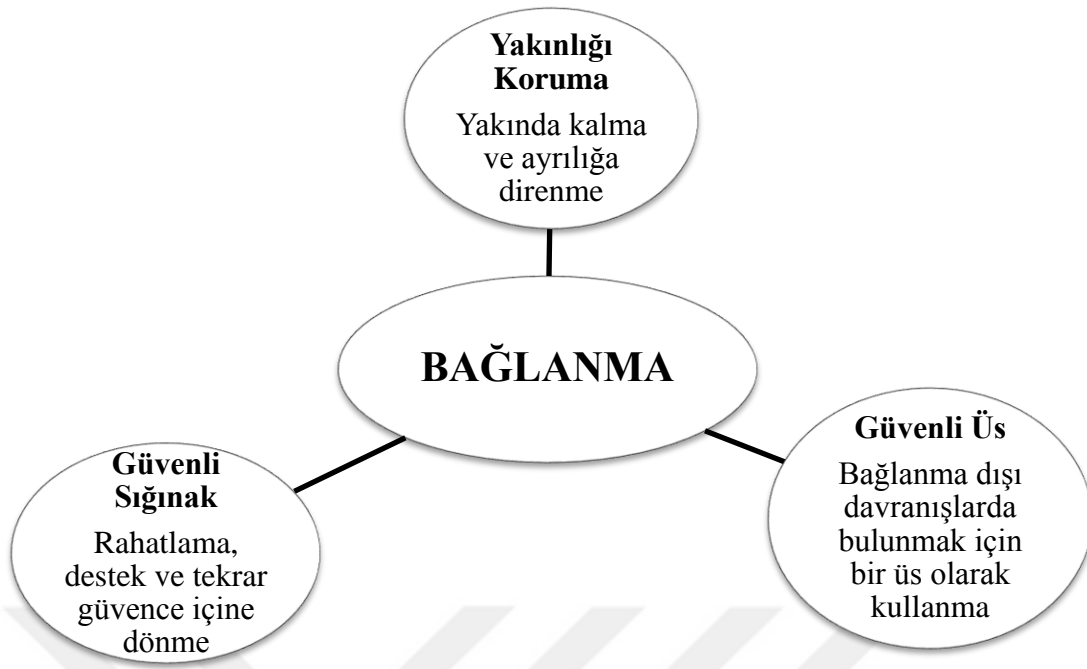 Yakınlığı
Koruma
Yakında kalma
ve ayrılığa
direnme
BAĞLANMA
Güvenli
Sığınak
Rahatlama,
destek ve tekrar
güvence içine
dönme
Güvenli Üs
Bağlanma dışı
davranışlarda
bulunmak için
bir üs olarak
kullanma